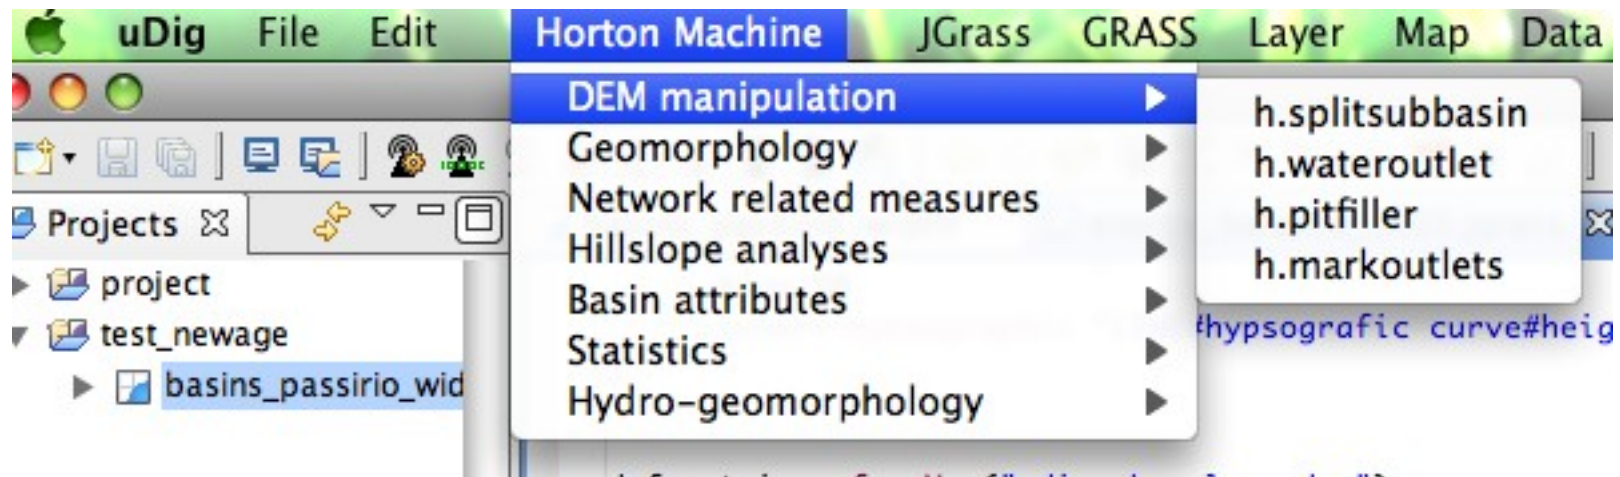 uDig File Edit Horton Machine JGrass GRASS Layer Map Data
DEM manipulation
Geomorphology
Network related measures
Hillslope analyses
Basin attributes
Statistics
Hydro-geomorphology
h.splitsubbasin
h.wateroutlet
h.pitfiller
h.markoutlets
Projects
project
test_newage
basins_passirio_wid
#hypsografic curve#heig